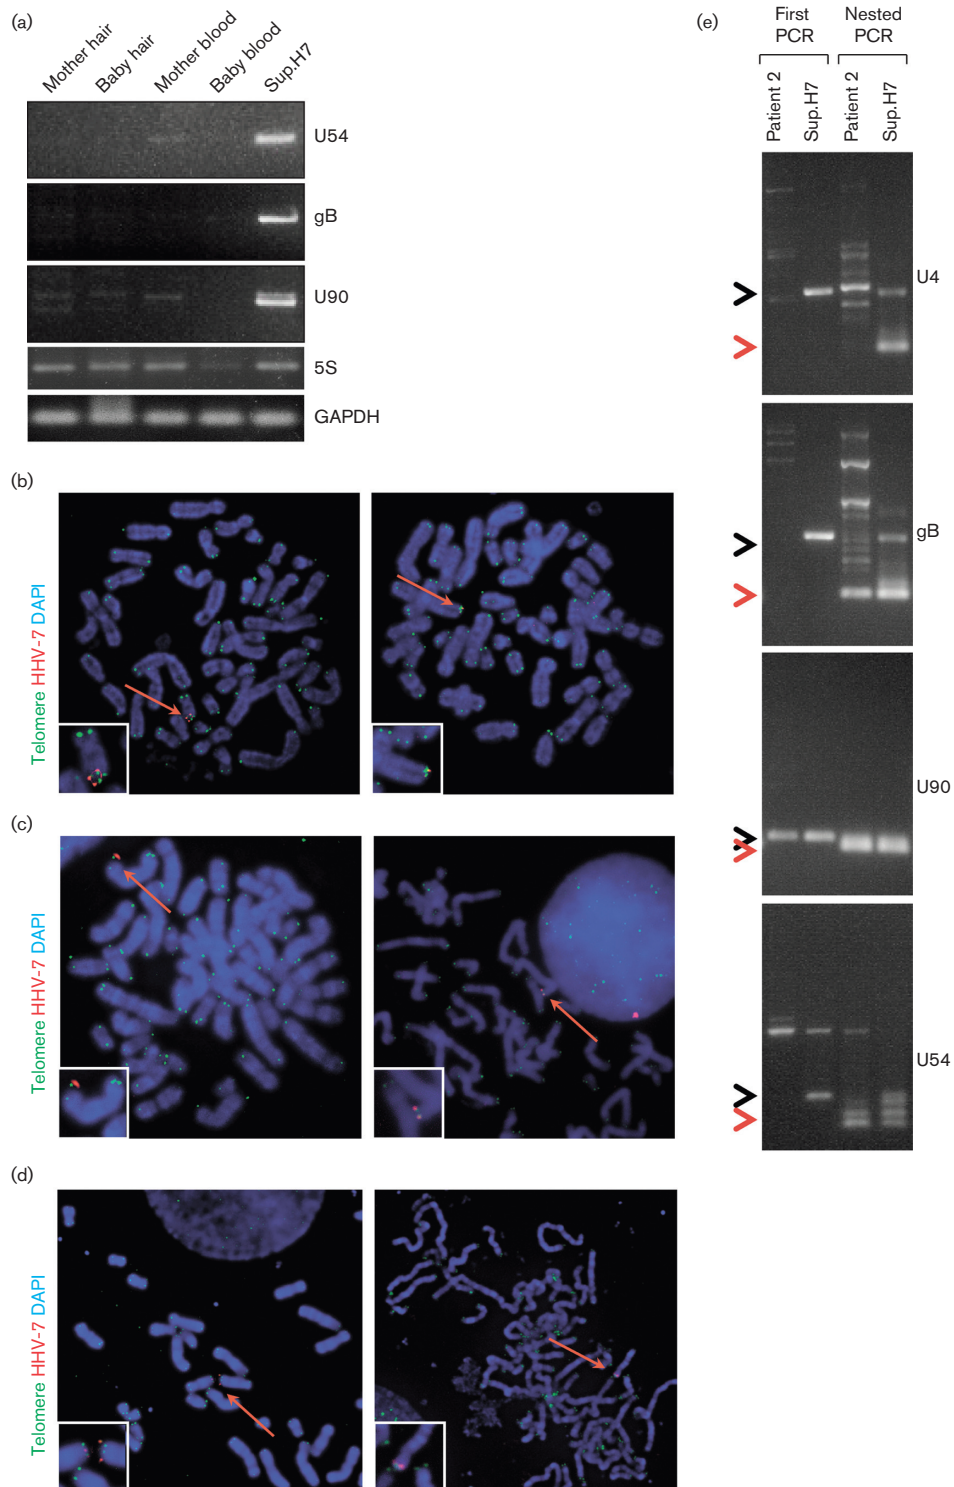 (a)
Mother hair
Baby hair
Mother blood
Baby blood
Sup.H7
U54
gB
U90
5S
GAPDH
(b)
Telomere HHV-7 DAPI
(c)
Telomere HHV-7 DAPI
(d)
Telomere HHV-7 DAPI
(e)
First PCR
Nested PCR
Patient 2
Sup.H7
Patient 2
Sup.H7
U4
gB
U90
U54